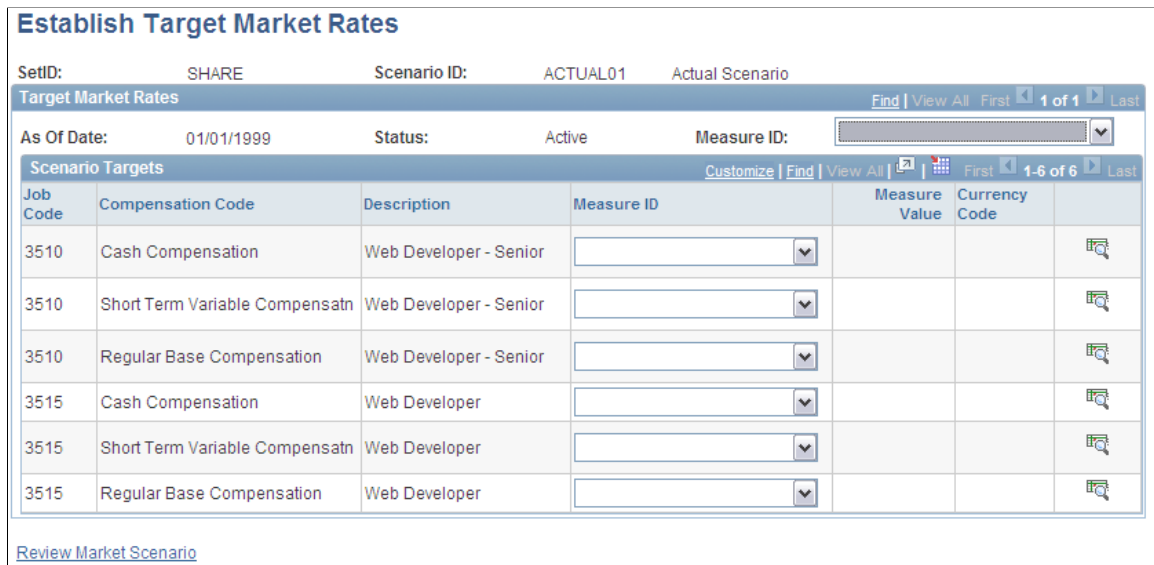 Establish Target Market Rates
SetID: SHARE Scenario ID: ACTUAL01 Actual Scenario
Target Market Rates Find | View All First 1 of 1 Last
As Of Date: 01/01/1999 Status: Active Measure ID:
Scenario Targets Customize | Find | View All | | First 1-6 of 6 Last
Job Code Compensation Code Description Measure ID Measure Value Currency Code
3510 Cash Compensation Web Developer - Senior
3510 Short Term Variable Compensatn Web Developer - Senior
3510 Regular Base Compensation Web Developer - Senior
3515 Cash Compensation Web Developer
3515 Short Term Variable Compensatn Web Developer
3515 Regular Base Compensation Web Developer
Review Market Scenario